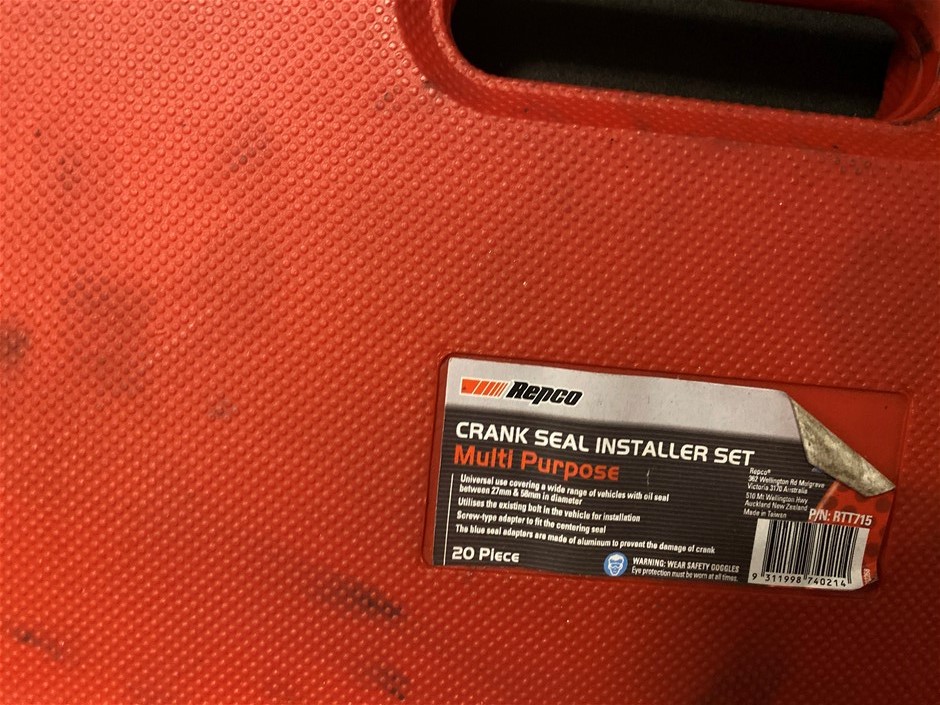 Repco
CRANK SEAL INSTALLER SET
Multi Purpose
Universal use covering a wide range of vehicles with oil seal
between 27mm & 58mm in diameter
Utilises the existing bolt in the vehicle for installation
Screw-type adapter to fit the centering seal
The blue seal adapters are made of aluminum to prevent the damage of crank
20 Piece
WARNING: WEAR SAFETY GOGGLES
Eye protection must be worn at all times.
Repco®
362 Wellington Rd Mulgrave
Victoria 3170 Australia
510 Mt Wellington Hwy
Auckland New Zealand
Made in Taiwan
P/N: RTT715
9 311998 740214